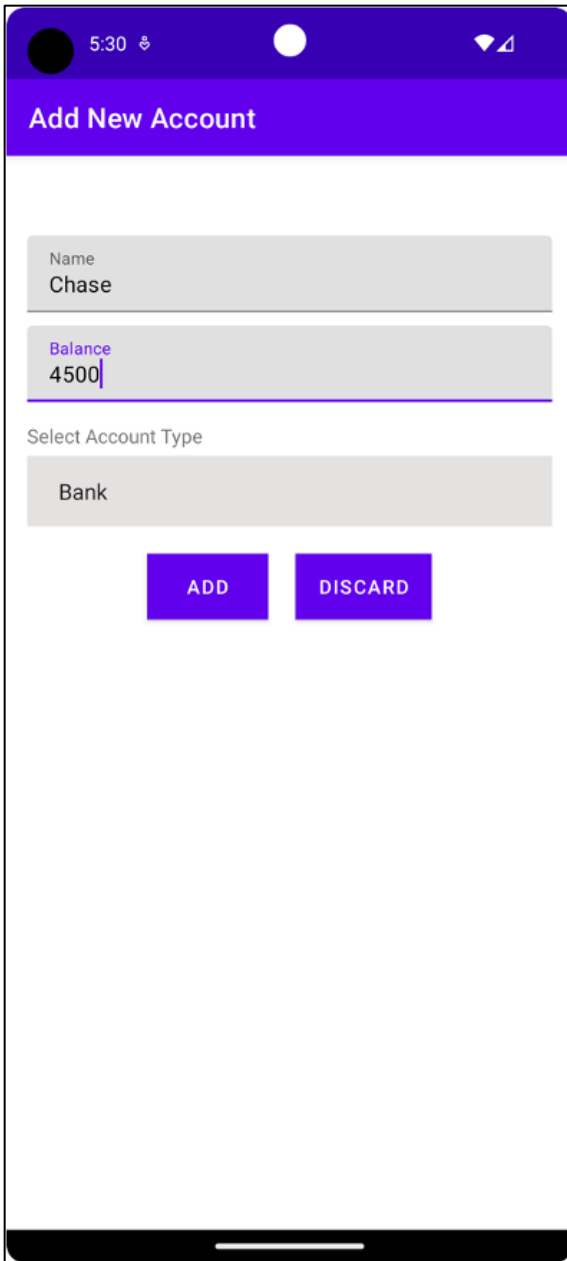 5:30
Add New Account
Name
Chase
Balance
4500
Select Account Type
Bank
ADD DISCARD